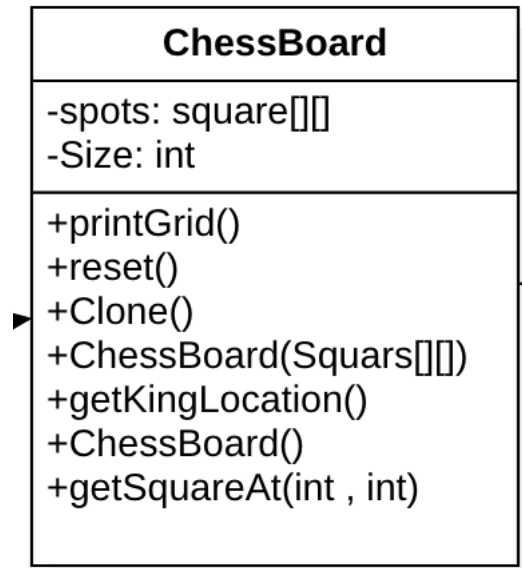 ChessBoard
-spots: square[][]
-Size: int
+printGrid()
+reset()
+Clone()
+ChessBoard(Squars[][])
+getKingLocation()
+ChessBoard()
+getSquareAt(int , int)